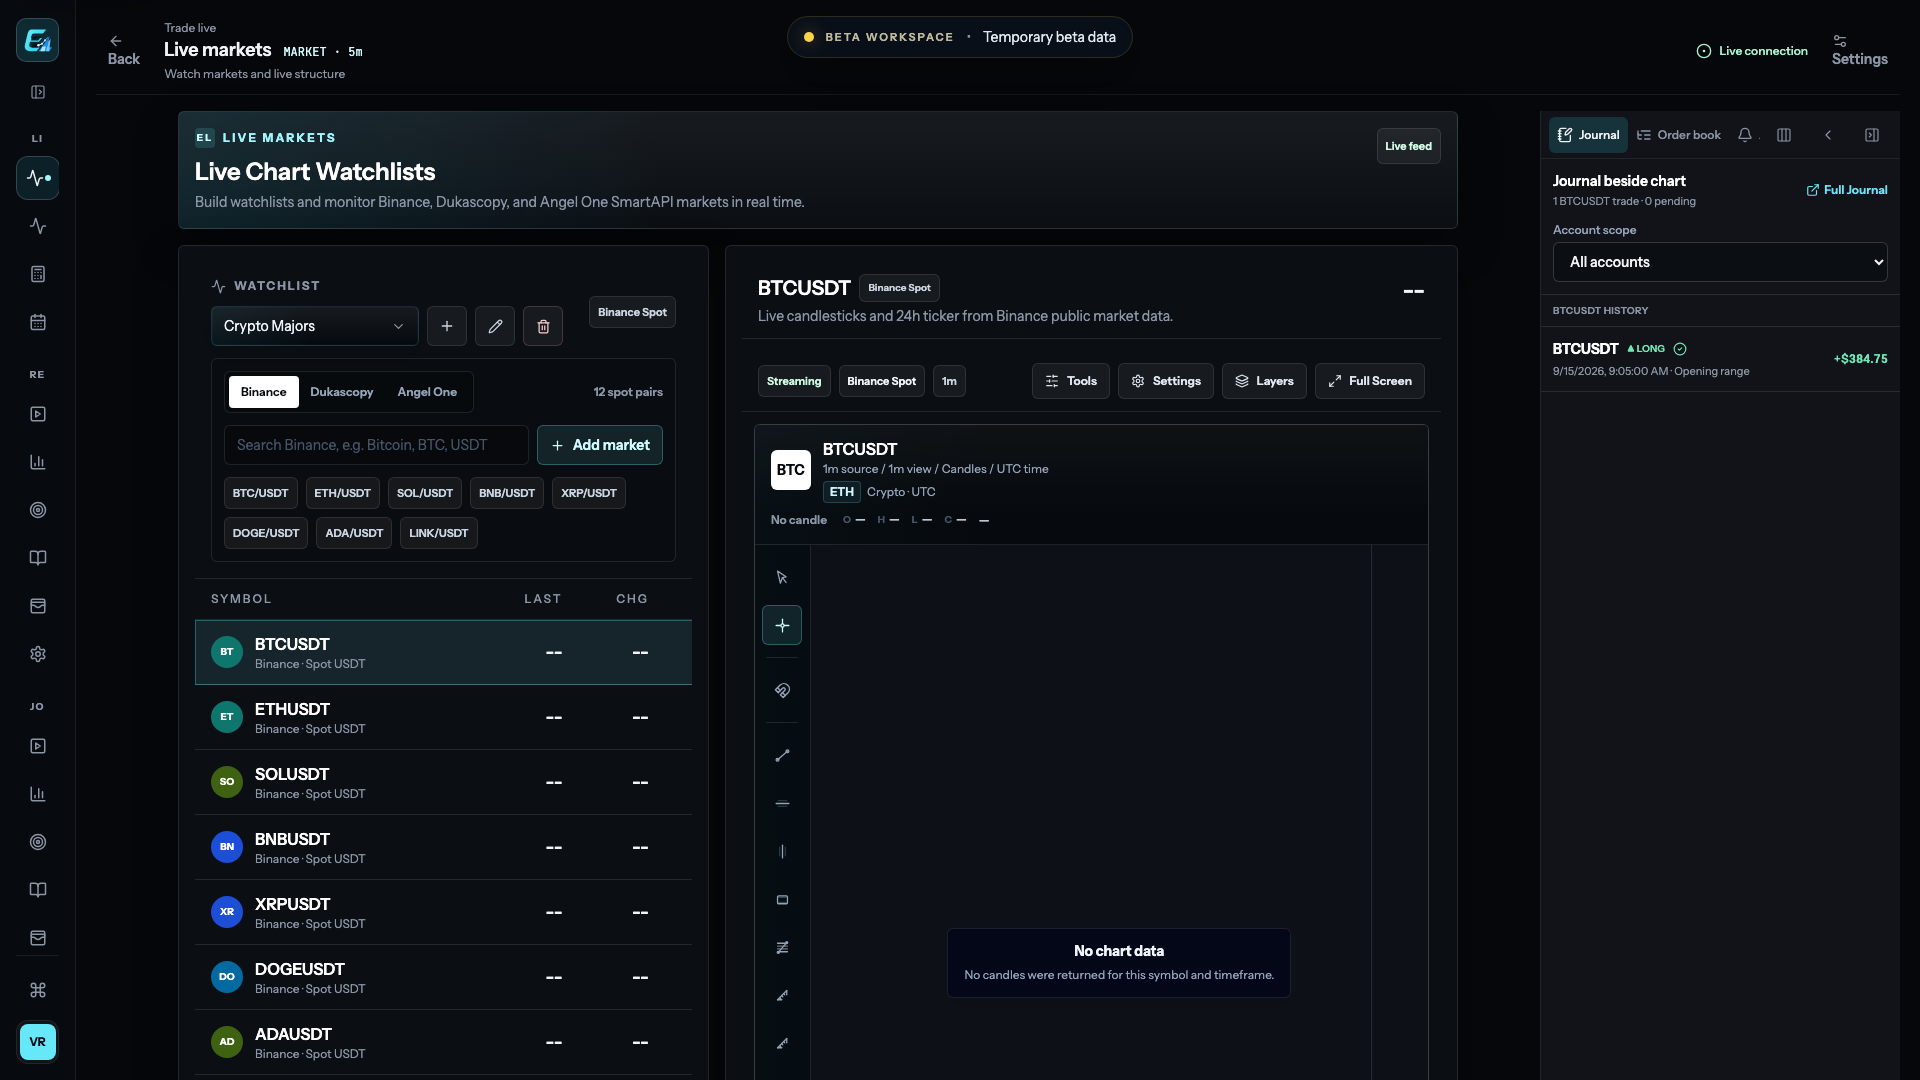 Back
Trade live
Live markets MARKET · 5m
Watch markets and live structure
BETA WORKSPACE · Temporary beta data
Live connection
Settings
LI
RE
JO
VR
EL LIVE MARKETS
Live Chart Watchlists
Build watchlists and monitor Binance, Dukascopy, and Angel One SmartAPI markets in real time.
Live feed
WATCHLIST
Crypto Majors
Binance Spot
Binance Dukascopy Angel One 12 spot pairs
Search Binance, e.g. Bitcoin, BTC, USDT
+ Add market
BTC/USDT ETH/USDT SOL/USDT BNB/USDT XRP/USDT
DOGE/USDT ADA/USDT LINK/USDT
SYMBOL LAST CHG
BT BTCUSDT -- --
Binance · Spot USDT
ET ETHUSDT -- --
Binance · Spot USDT
SO SOLUSDT -- --
Binance · Spot USDT
BN BNBUSDT -- --
Binance · Spot USDT
XR XRPUSDT -- --
Binance · Spot USDT
DO DOGEUSDT -- --
Binance · Spot USDT
AD ADAUSDT -- --
Binance · Spot USDT
BTCUSDT Binance Spot --
Live candlesticks and 24h ticker from Binance public market data.
Streaming Binance Spot 1m Tools Settings Layers Full Screen
BTC
BTCUSDT
1m source / 1m view / Candles / UTC time
ETH Crypto · UTC
No candle O — H — L — C — —
No chart data
No candles were returned for this symbol and timeframe.
Journal Order book
Journal beside chart
1 BTCUSDT trade · 0 pending
Full Journal
Account scope
All accounts
BTCUSDT HISTORY
BTCUSDT ▲ LONG
9/15/2026, 9:05:00 AM · Opening range
+$384.75